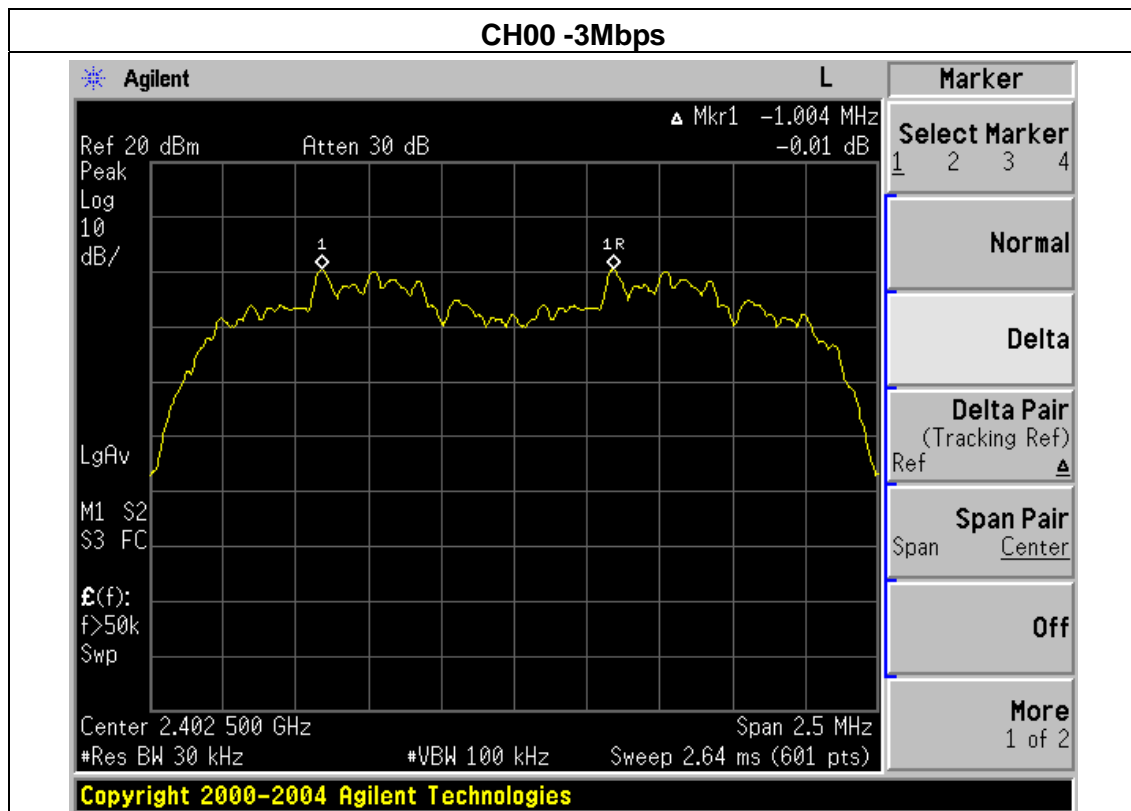 CH00 -3Mbps
Agilent L
Marker
Δ Mkr1 -1.004 MHz
Ref 20 dBm Atten 30 dB -0.01 dB
Peak
Log
10
dB/
1
1R
LgAv
M1 S2
S3 FC
£(f):
f>50k
Swp
Center 2.402 500 GHz Span 2.5 MHz
#Res BW 30 kHz #VBW 100 kHz Sweep 2.64 ms (601 pts)
Select Marker
1 2 3 4
Normal
Delta
Delta Pair
(Tracking Ref)
Ref Δ
Span Pair
Span Center
Off
More
1 of 2
Copyright 2000-2004 Agilent Technologies